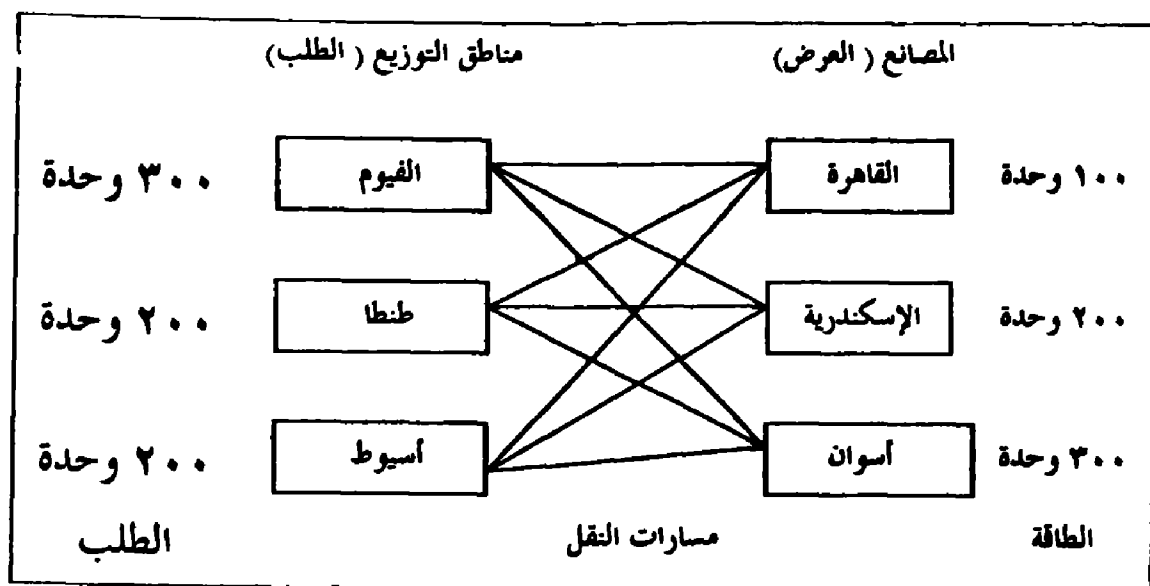 المصانع ( العرض) مناطق التوزيع ( الطلب)
١٠٠ وحدة القاهرة الفيوم ٣٠٠ وحدة
٢٠٠ وحدة الإسكندرية طنطا ٢٠٠ وحدة
٣٠٠ وحدة أسوان أسيوط ٢٠٠ وحدة
الطاقة مسارات النقل الطلب